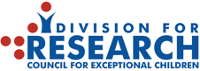 DIVISION FOR
RESEARCH
COUNCIL FOR EXCEPTIONAL CHILDREN